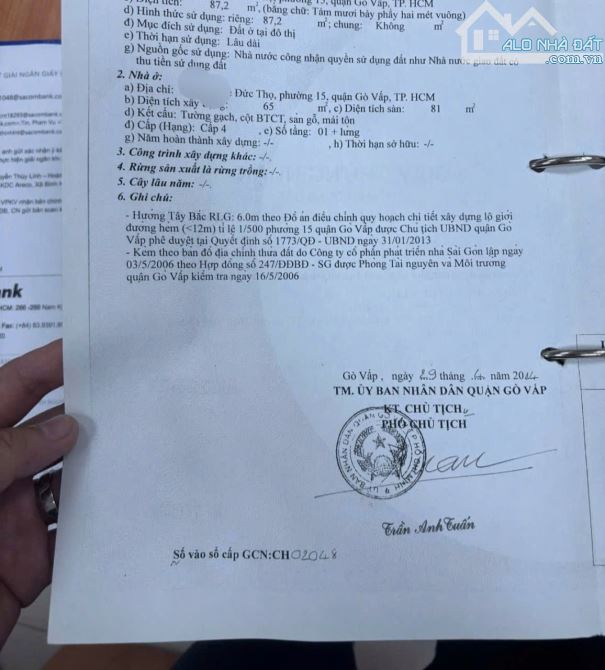 ALO NHÀ ĐẤT
87,2 m², (bằng chữ: Tám mươi bảy phẩy hai mét vuông)
d) Hình thức sử dụng: riêng: 87,2 m²; chung: Không m²
đ) Mục đích sử dụng: Đất ở tại đô thị
e) Thời hạn sử dụng: Lâu dài
g) Nguồn gốc sử dụng: Nhà nước công nhận quyền sử dụng đất như Nhà nước giao đất có
thu tiền sử dụng đất
2. Nhà ở:
a) Địa chỉ: : Đức Thọ, phường 15, quận Gò Vấp, TP. HCM
b) Diện tích xây 65 m², c) Diện tích sàn: 81 m²
d) Kết cấu: Tường gạch, cột BTCT, sàn gỗ, mái tôn
đ) Cấp (Hạng): Cấp 4 , e) Số tầng: 01 + lửng
g) Năm hoàn thành xây dựng: -/- , h) Thời hạn sở hữu: -/-
3. Công trình xây dựng khác: -/-.
4. Rừng sản xuất là rừng trồng: -/-.
5. Cây lâu năm: -/-.
6. Ghi chú:
- Hướng Tây Bắc RLG: 6.0m theo Đồ án điều chỉnh quy hoạch chi tiết xây dựng lộ giới
đường hẻm (<12m) tỉ lệ 1/500 phường 15 quận Gò Vấp được Chủ tịch UBND quận Gò
Vấp phê duyệt tại Quyết định số 1773/QĐ - UBND ngày 31/01/2013
- Kèm theo bản đồ địa chính thửa đất do Công ty cổ phần phát triển nhà Sài Gòn lập ngày
03/5/2006 theo Hợp đồng số 247/ĐĐBĐ - SG được Phòng Tài nguyên và Môi trường
quận Gò Vấp kiểm tra ngày 16/5/2006
Gò Vấp, ngày 29 tháng 4 năm 2014
TM. ỦY BAN NHÂN DÂN QUẬN GÒ VẤP
KT. CHỦ TỊCH
PHÓ CHỦ TỊCH
Trần Anh Tuấn
Số vào sổ cấp GCN:CH02048